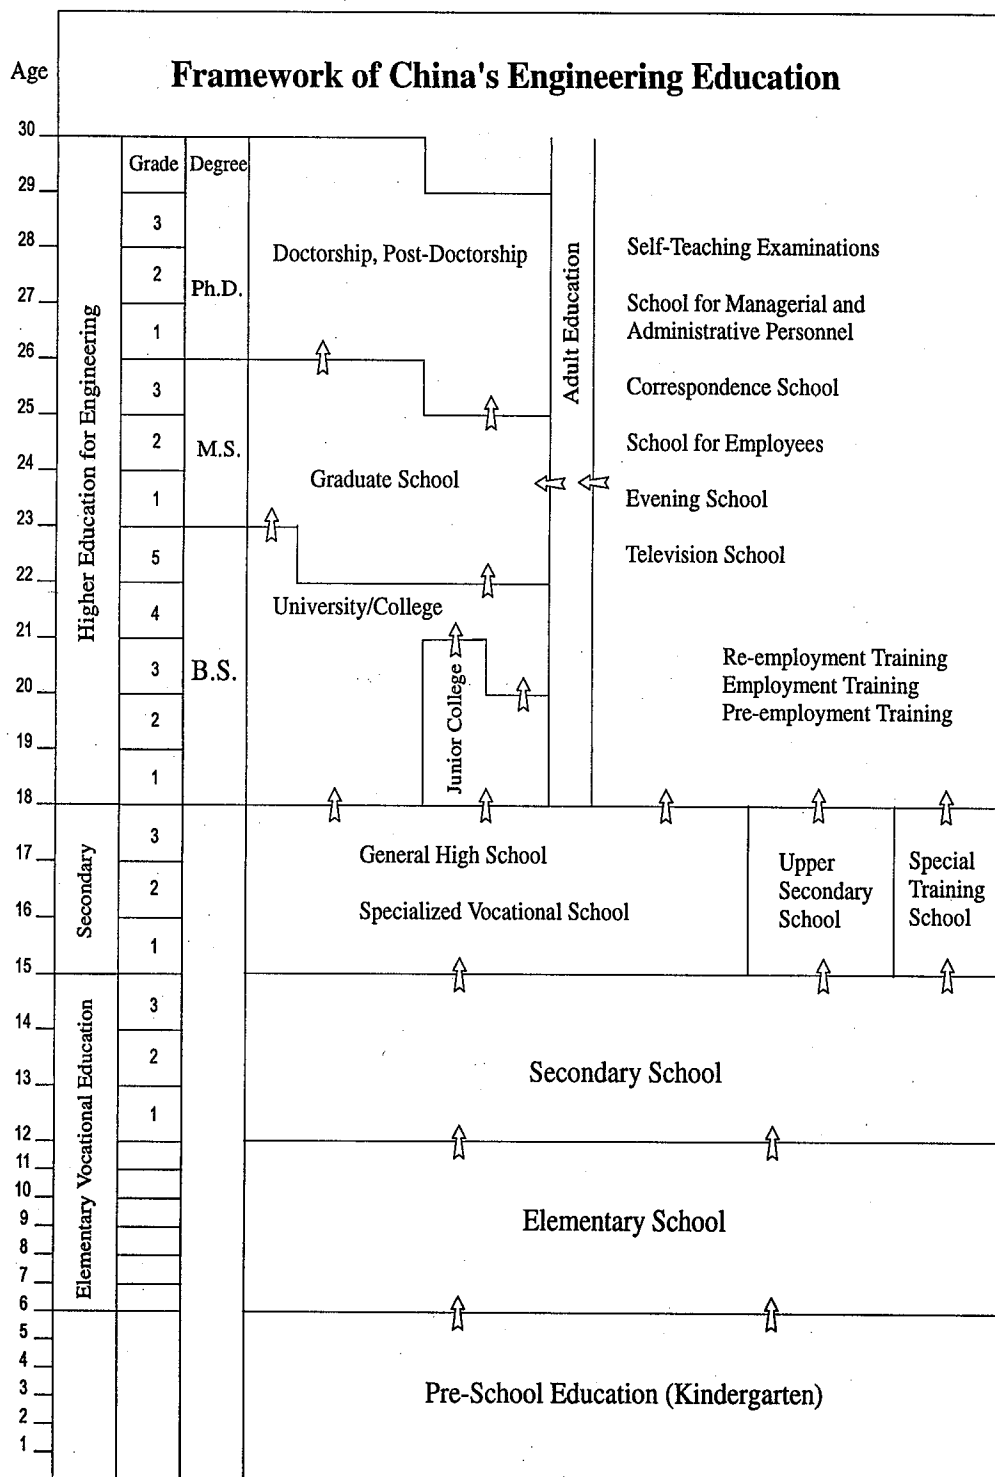 Framework of China's Engineering Education
Age
30
29
28
27
26
25
24
23
22
21
20
19
18
17
16
15
14
13
12
11
10
9
8
7
6
5
4
3
2
1
Higher Education for Engineering
Secondary
Elementary Vocational Education
Grade
3
2
1
3
2
1
5
4
3
2
1
3
2
1
3
2
1
Degree
Ph.D.
M.S.
B.S.
Doctorship, Post-Doctorship
Graduate School
University/College
Junior College
Adult Education
Self-Teaching Examinations
School for Managerial and
Administrative Personnel
Correspondence School
School for Employees
Evening School
Television School
Re-employment Training
Employment Training
Pre-employment Training
General High School
Specialized Vocational School
Upper
Secondary
School
Special
Training
School
Secondary School
Elementary School
Pre-School Education (Kindergarten)